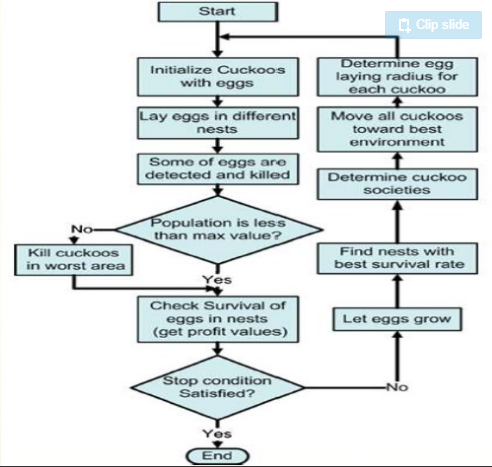 Start
Clip slide
Initialize Cuckoos
with eggs
Lay eggs in different
nests
Some of eggs are
detected and killed
Population is less
than max value?
No
Kill cuckoos
in worst area
Yes
Check Survival of
eggs in nests
(get profit values)
Stop condition
Satisfied?
Yes
End
No
Let eggs grow
Find nests with
best survival rate
Determine cuckoo
societies
Move all cuckoos
toward best
environment
Determine egg
laying radius for
each cuckoo